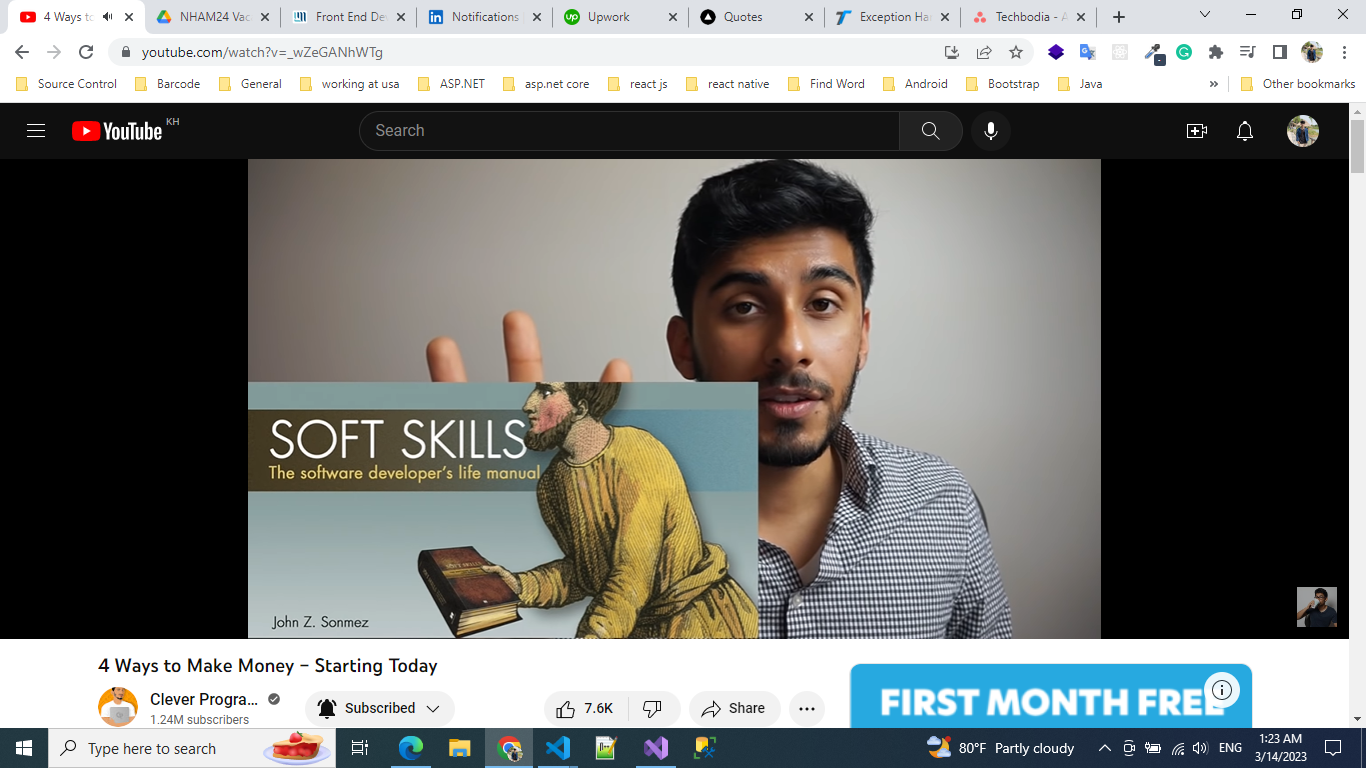 4 Ways to
NHAM24 Vac
Front End De
Notifications
Upwork
Quotes
Exception Ha
Techbodia - A
youtube.com/watch?v=_wZeGANhWTg
Source Control
Barcode
General
working at usa
ASP.NET
asp.net core
react js
react native
Find Word
Android
Bootstrap
Java
»
Other bookmarks
YouTube KH
Search
SOFT SKILLS
The software developer's life manual
SOFT SKILLS
John Z. Sonmez
4 Ways to Make Money – Starting Today
Clever Progra...
1.24M subscribers
Subscribed
7.6K
Share
FIRST MONTH FREE
Type here to search
80°F Partly cloudy
ENG
1:23 AM
3/14/2023